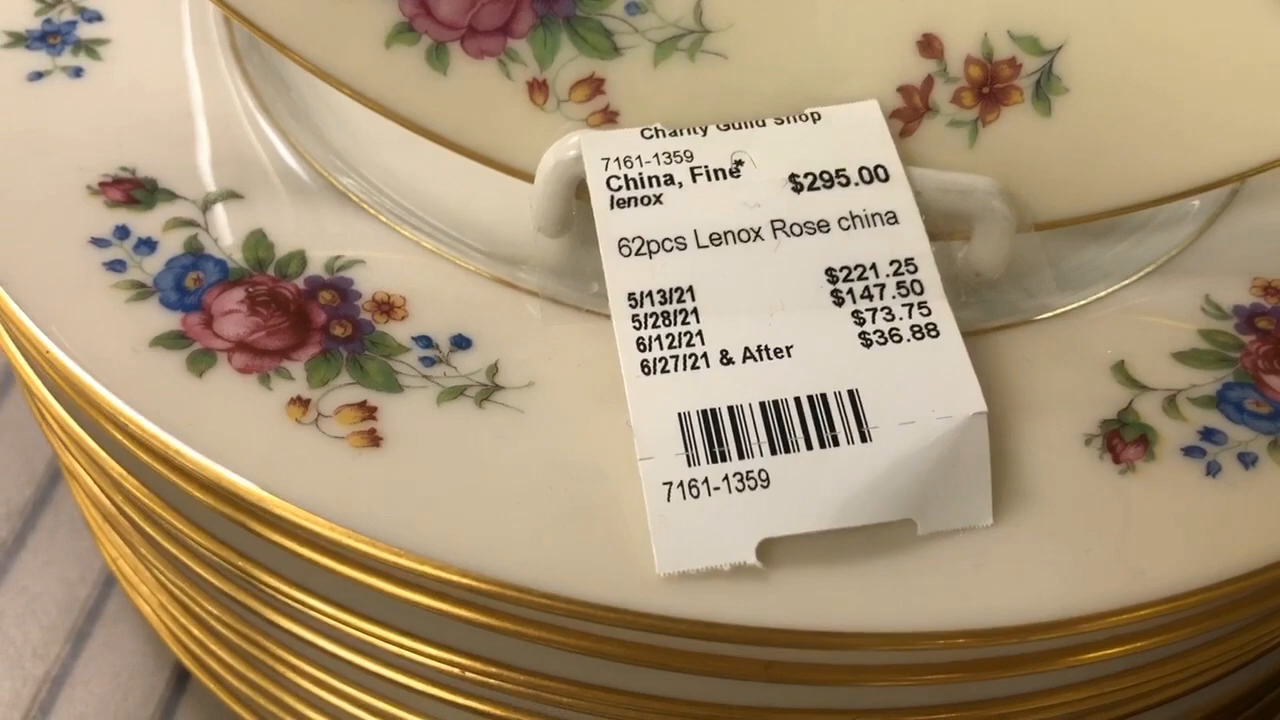 Charity Guild Shop
7161-1359
China, Fine* $295.00
lenox
62pcs Lenox Rose china
5/13/21 $221.25
5/28/21 $147.50
6/12/21 $73.75
6/27/21 & After $36.88
7161-1359